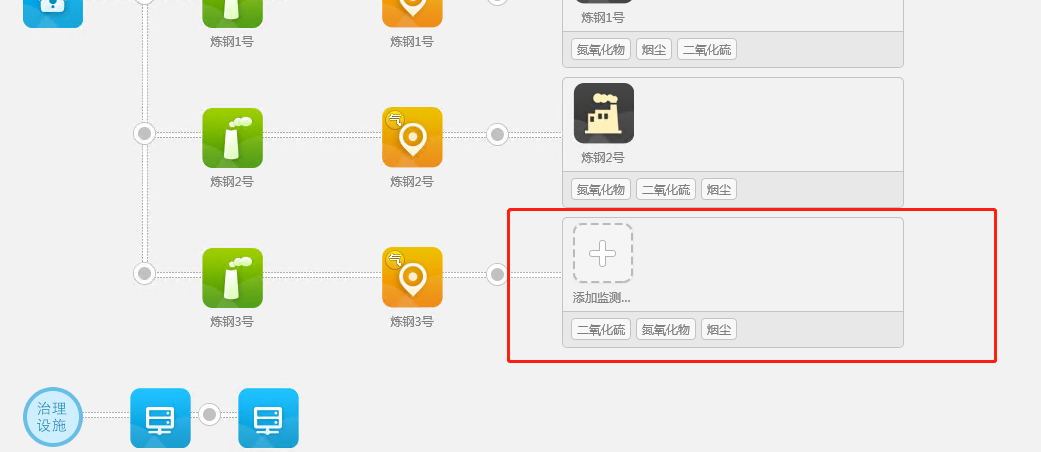 炼钢1号
炼钢1号
炼钢1号
氮氧化物 烟尘 二氧化硫
气
炼钢2号
炼钢2号
炼钢2号
氮氧化物 二氧化硫 烟尘
气
炼钢3号
炼钢3号
添加监测...
二氧化硫 氮氧化物 烟尘
治理
设施